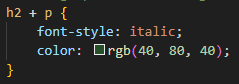 h2 + p {
    font-style: italic;
    color: rgb(40, 80, 40);
}